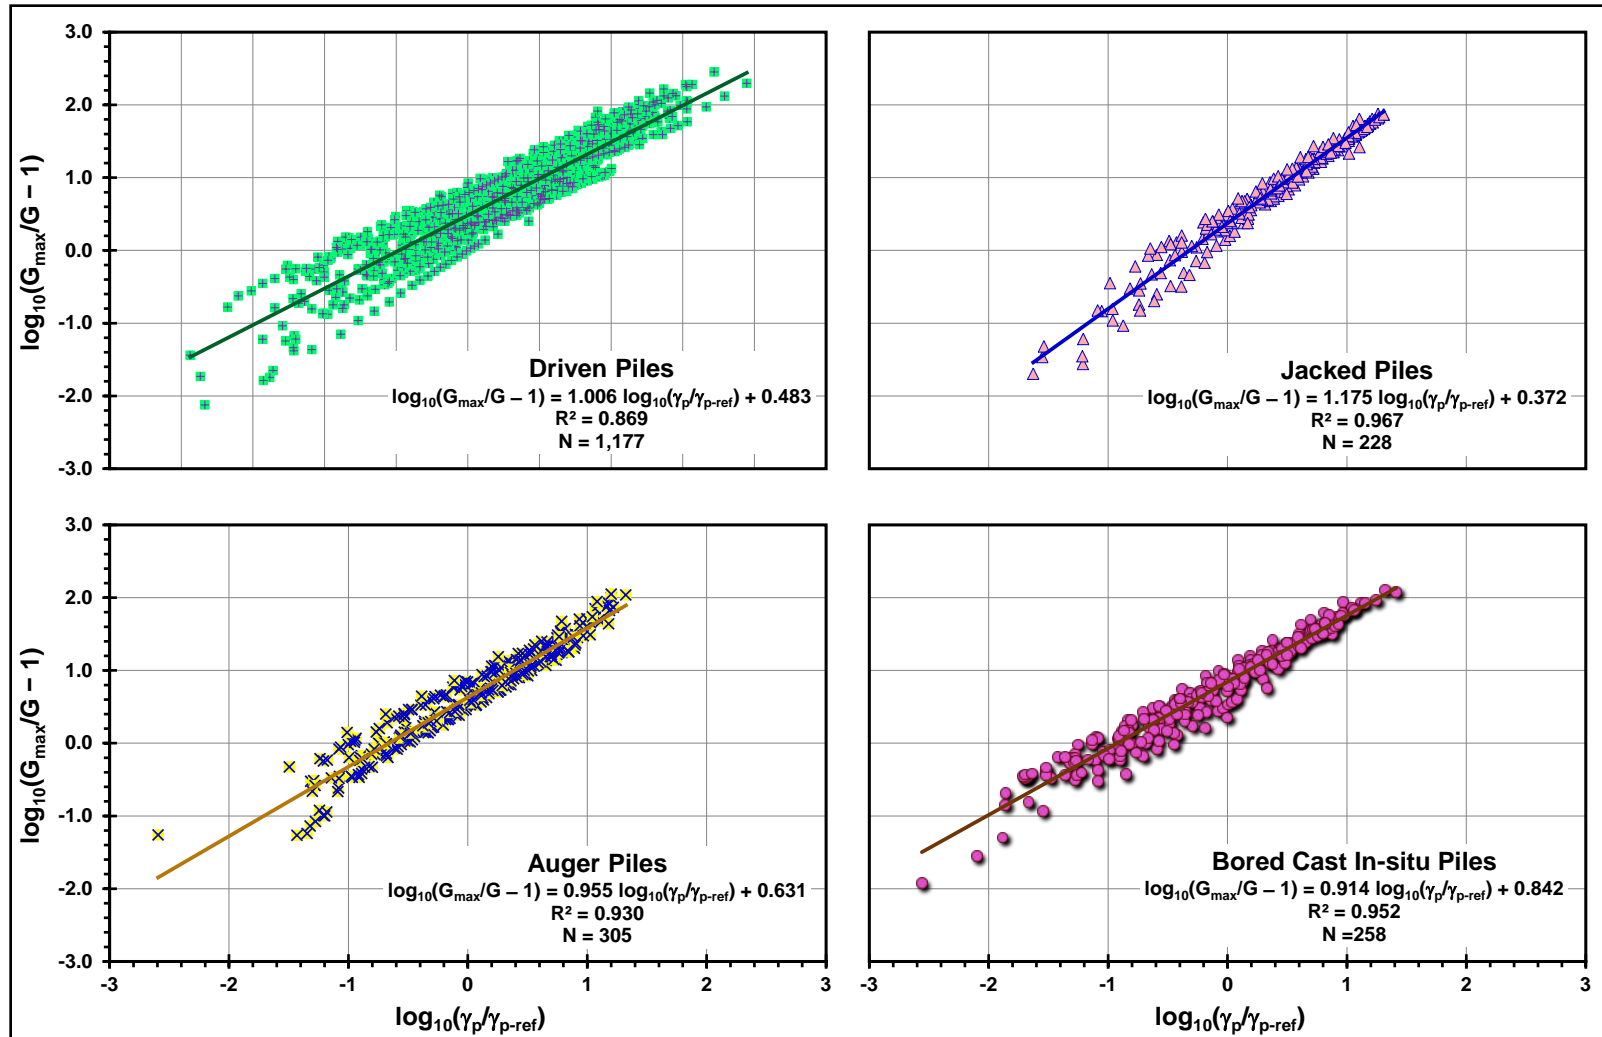 log₁₀(Gₘₐₓ/G − 1)
3.0
2.0
1.0
0.0
-1.0
-2.0
-3.0
Driven Piles
log₁₀(Gₘₐₓ/G – 1) = 1.006 log₁₀(γₚ/γₚ₋ᵣₑf) + 0.483
R² = 0.869
N = 1,177
Jacked Piles
log₁₀(Gₘₐₓ/G – 1) = 1.175 log₁₀(γₚ/γₚ₋ᵣₑf) + 0.372
R² = 0.967
N = 228
log₁₀(Gₘₐₓ/G − 1)
3.0
2.0
1.0
0.0
-1.0
-2.0
-3.0
Auger Piles
log₁₀(Gₘₐₓ/G – 1) = 0.955 log₁₀(γₚ/γₚ₋ᵣₑf) + 0.631
R² = 0.930
N = 305
-3 -2 -1 0 1 2 3
log₁₀(γₚ/γₚ₋ᵣₑf)
Bored Cast In-situ Piles
log₁₀(Gₘₐₓ/G – 1) = 0.914 log₁₀(γₚ/γₚ₋ᵣₑf) + 0.842
R² = 0.952
N =258
-3 -2 -1 0 1 2 3
log₁₀(γₚ/γₚ₋ᵣₑf)